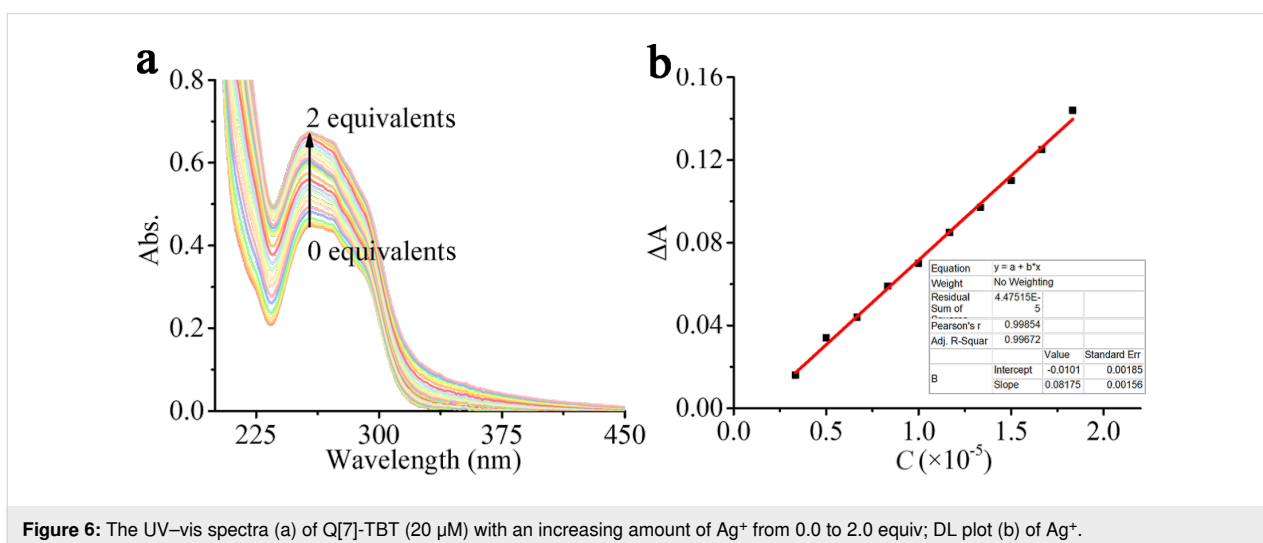 a
0.8
0.6
0.4
0.2
0.0
Abs.
2 equivalents
0 equivalents
225
300
375
450
Wavelength (nm)
b
0.16
0.12
0.08
0.04
0.00
ΔA
0.0
0.5
1.0
1.5
2.0
C (×10⁻⁵)
Equation y = a + b*x
Weight No Weighting
Residual 4.47515E-
Sum of 5
Pearson's r 0.99854
Adj. R-Squar 0.99672
Value Standard Err
B Intercept -0.0101 0.00185
Slope 0.08175 0.00156
Figure 6: The UV–vis spectra (a) of Q[7]-TBT (20 μM) with an increasing amount of Ag⁺ from 0.0 to 2.0 equiv; DL plot (b) of Ag⁺.